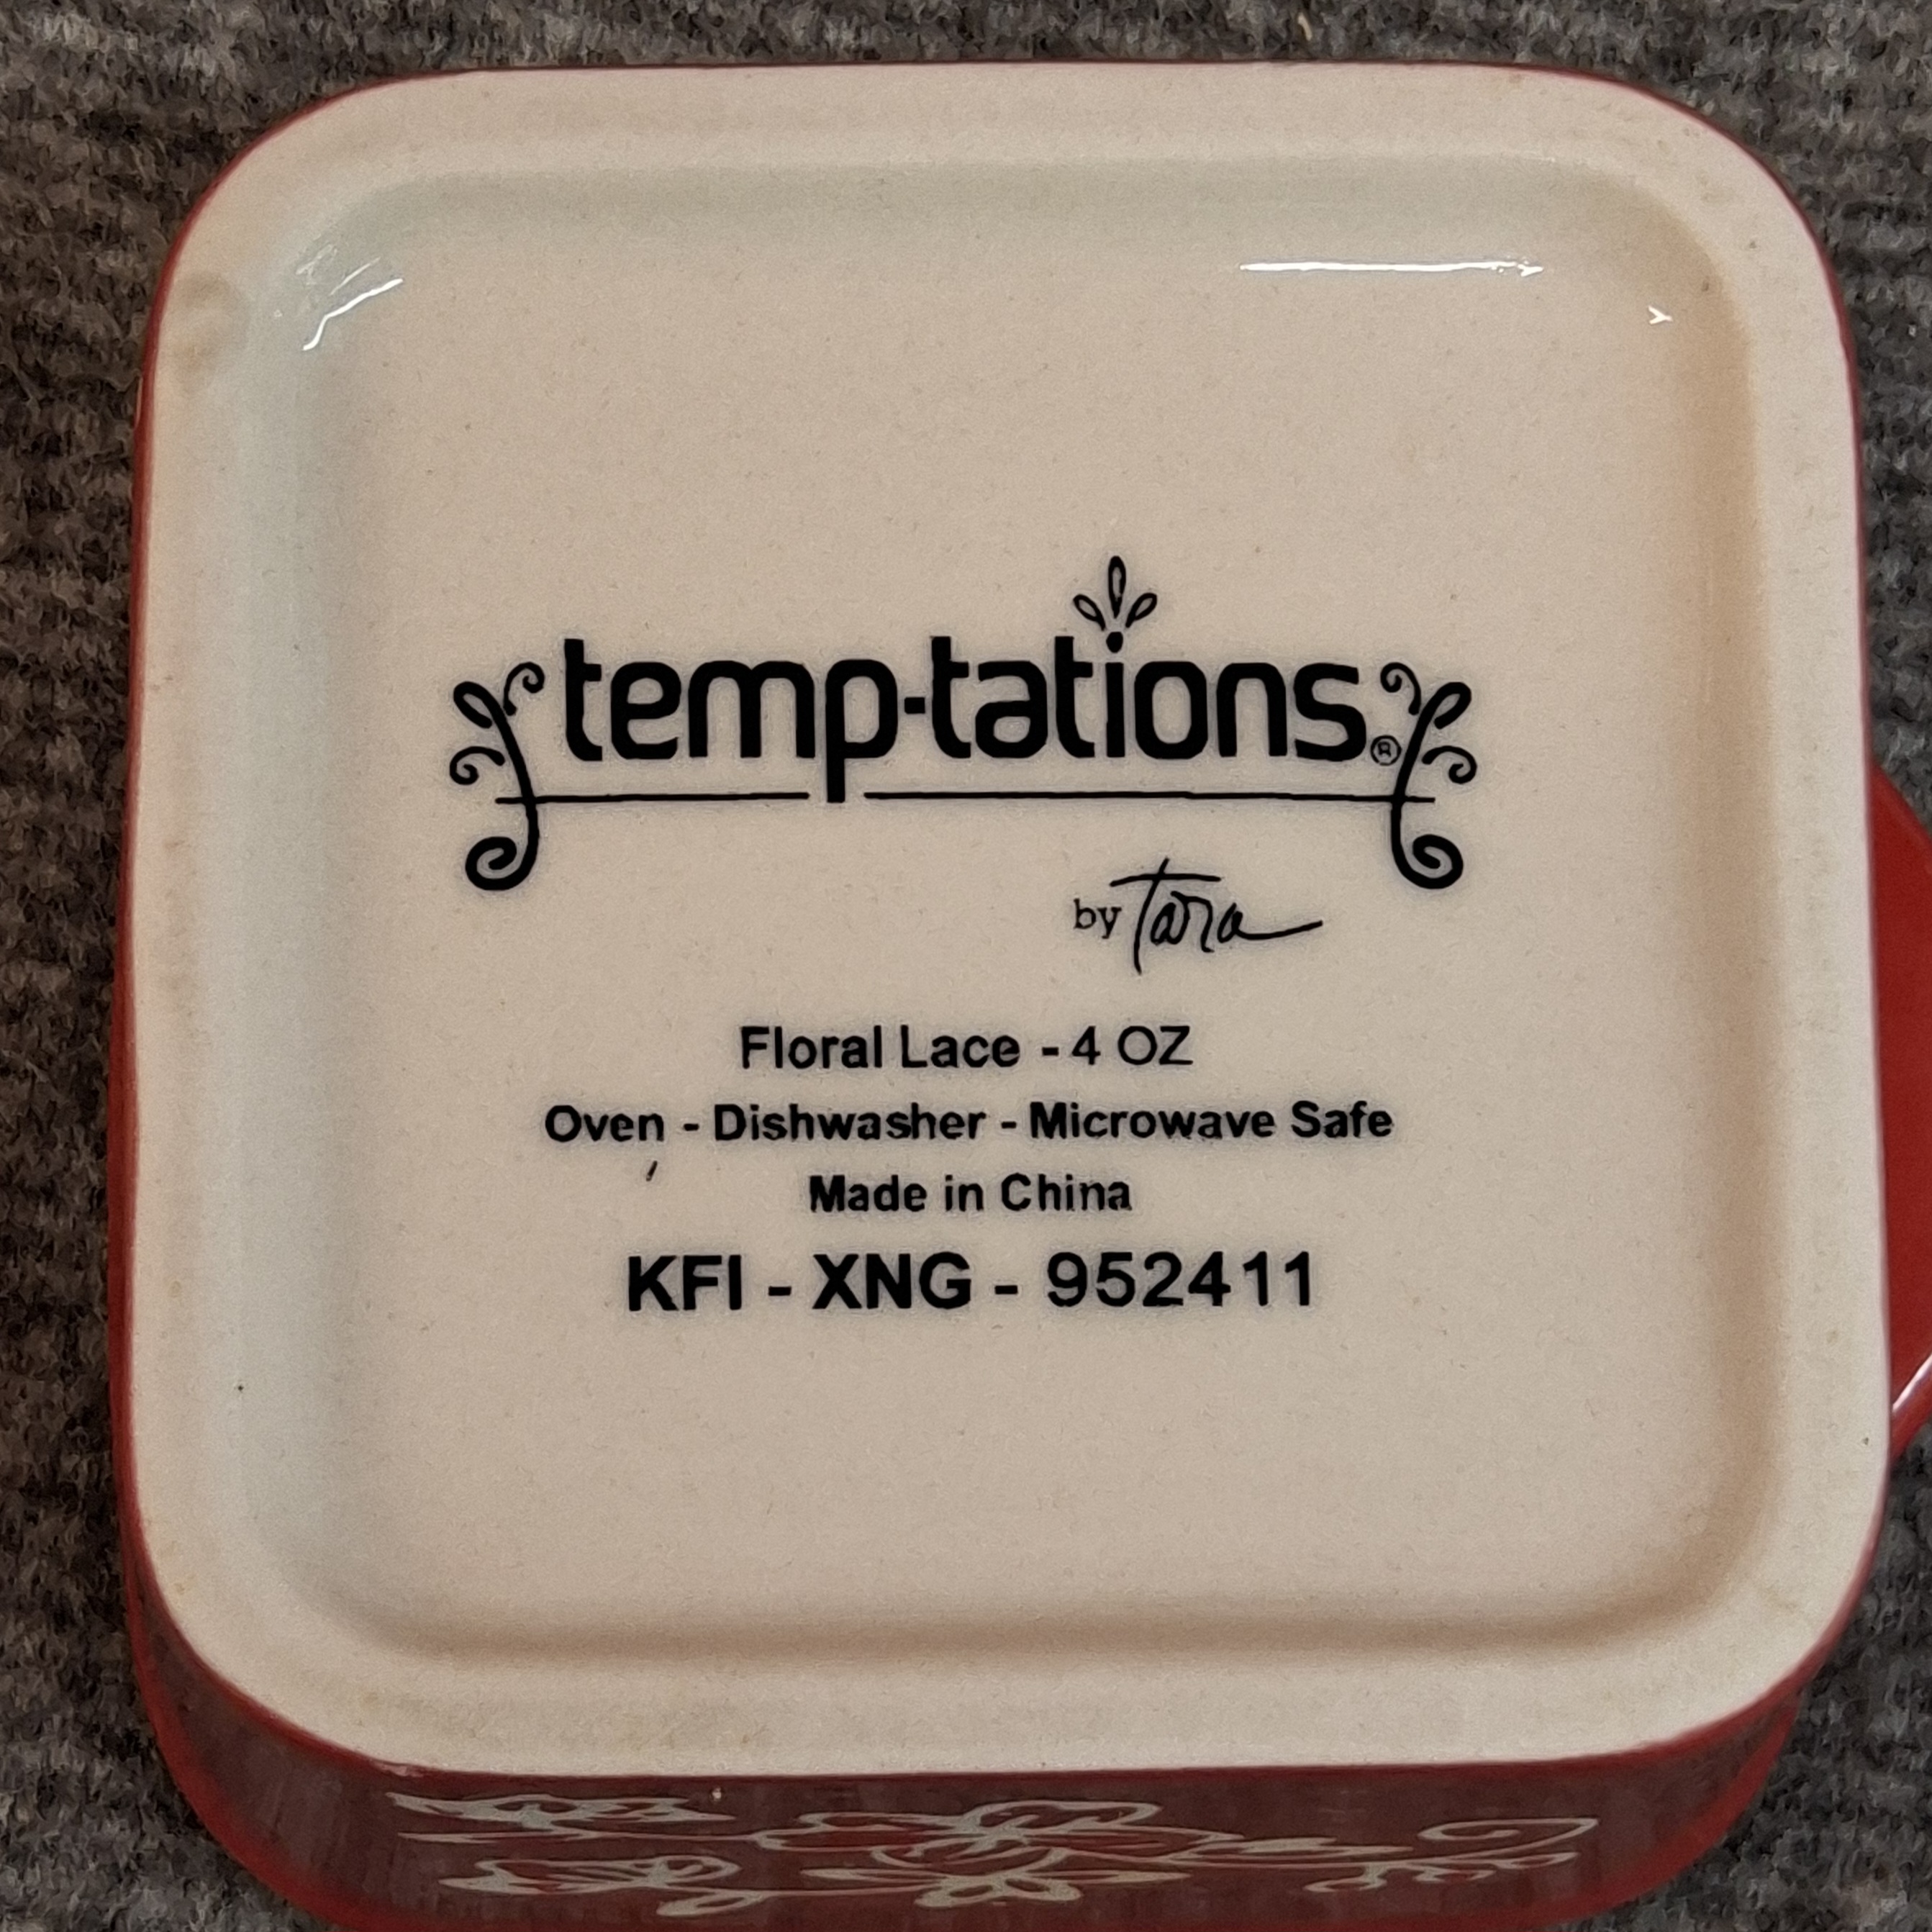 temp-tations®
by Tara
Floral Lace - 4 OZ
Oven - Dishwasher - Microwave Safe
Made in China
KFI - XNG - 952411